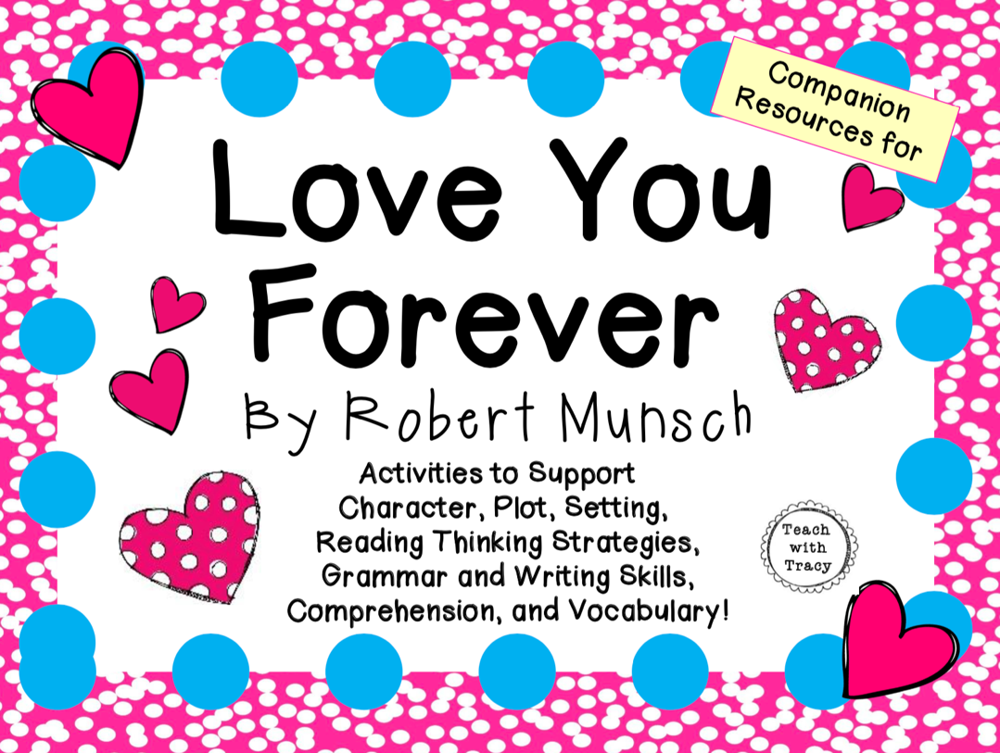 Companion
Resources for
Love You
Forever
By Robert Munsch
Activities to Support
Character, Plot, Setting,
Reading Thinking Strategies,
Grammar and Writing Skills,
Comprehension, and Vocabulary!
Teach
with
Tracy